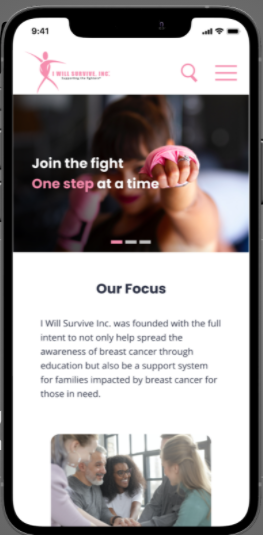 9:41
I WILL SURVIVE, INC
Supporting the fighters!
Join the fight
One step at a time
Our Focus
I Will Survive Inc. was founded with the full
intent to not only help spread the
awareness of breast cancer through
education but also be a support system
for families impacted by breast cancer for
those in need.